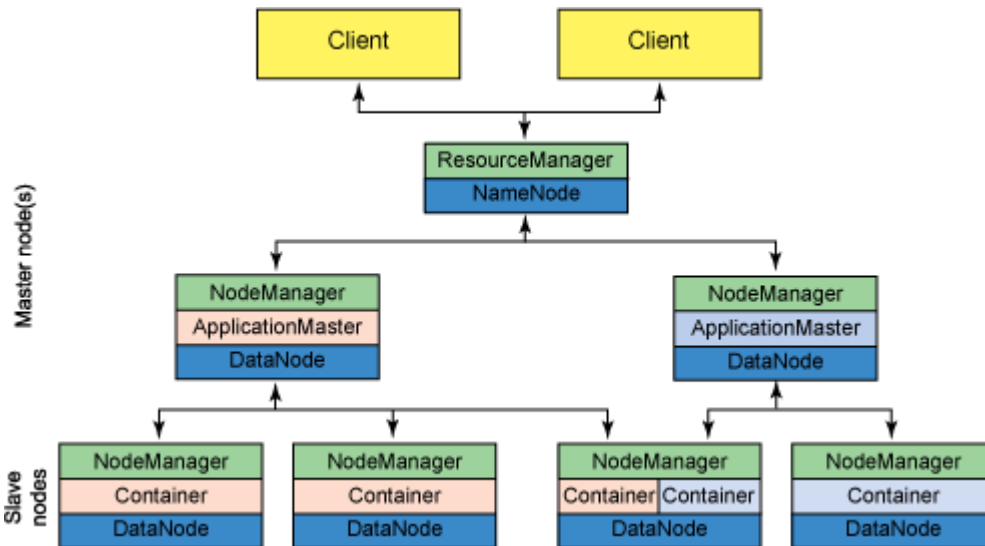 Client
Client
Master node(s)
ResourceManager
NameNode
NodeManager
ApplicationMaster
DataNode
NodeManager
ApplicationMaster
DataNode
Slave
nodes
NodeManager
Container
DataNode
NodeManager
Container
DataNode
NodeManager
Container Container
DataNode
NodeManager
Container
DataNode